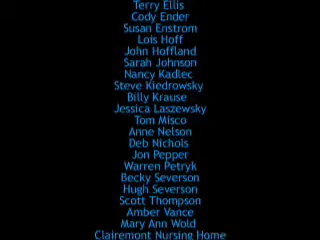 Terry Ellis
Cody Ender
Susan Enstrom
Lois Hoff
John Hoffland
Sarah Johnson
Nancy Kadlec
Steve Kiedrowsky
Billy Krause
Jessica Laszewsky
Tom Misco
Anne Nelson
Deb Nichols
Jon Pepper
Warren Petryk
Becky Severson
Hugh Severson
Scott Thompson
Amber Vance
Mary Ann Wold
Clairemont Nursing Home